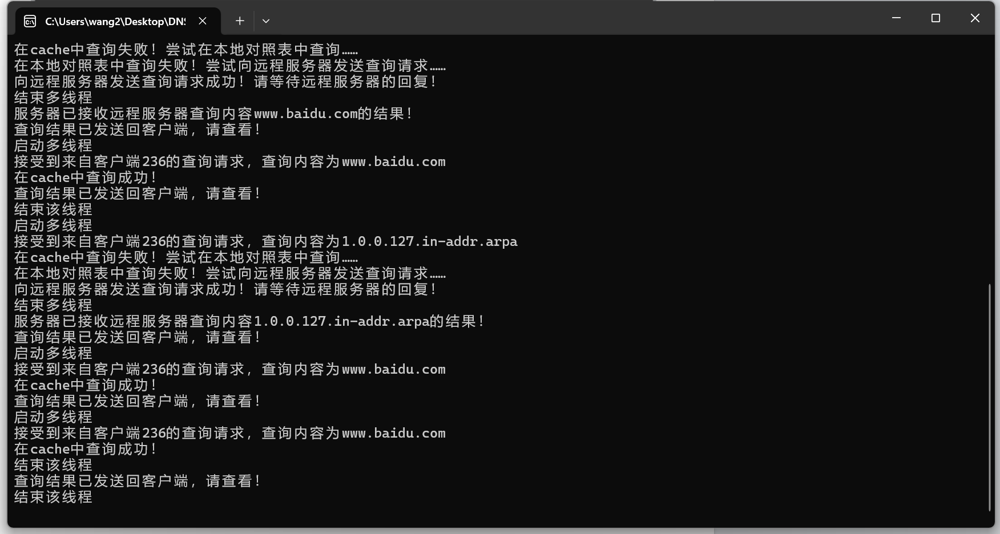 C:\Users\wang2\Desktop\DNS
在cache中查询失败！尝试在本地对照表中查询……
在本地对照表中查询失败！尝试向远程服务器发送查询请求……
向远程服务器发送查询请求成功！请等待远程服务器的回复！
结束多线程
服务器已接收远程服务器查询内容www.baidu.com的结果！
查询结果已发送回客户端，请查看！
启动多线程
接受到来自客户端236的查询请求，查询内容为www.baidu.com
在cache中查询成功！
查询结果已发送回客户端，请查看！
结束该线程
启动多线程
接受到来自客户端236的查询请求，查询内容为1.0.0.127.in-addr.arpa
在cache中查询失败！尝试在本地对照表中查询……
在本地对照表中查询失败！尝试向远程服务器发送查询请求……
向远程服务器发送查询请求成功！请等待远程服务器的回复！
结束多线程
服务器已接收远程服务器查询内容1.0.0.127.in-addr.arpa的结果！
查询结果已发送回客户端，请查看！
启动多线程
接受到来自客户端236的查询请求，查询内容为www.baidu.com
在cache中查询成功！
查询结果已发送回客户端，请查看！
启动多线程
接受到来自客户端236的查询请求，查询内容为www.baidu.com
在cache中查询成功！
结束该线程
查询结果已发送回客户端，请查看！
结束该线程